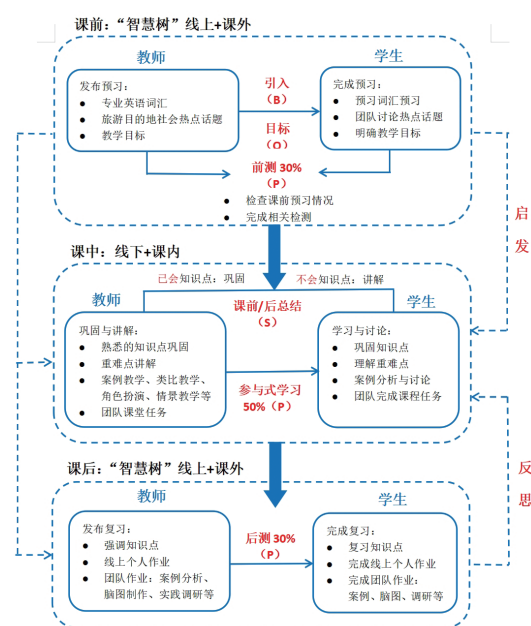 课前：“智慧树”线上+课外
教师
学生
发布预习：
● 专业英语词汇
● 旅游目的地社会热点话题
● 教学目标
引入
（B）
目标
（O）
完成预习：
● 预习词汇预习
● 团队讨论热点话题
● 明确教学目标
前测 30%
（P）
● 检查课前预习情况
● 完成相关检测
启
发
课中：线下+课内
已会知识点：巩固
不会知识点：讲解
教师
学生
课前/后总结
（S）
巩固与讲解：
● 熟悉的知识点巩固
● 重难点讲解
● 案例教学、类比教学、
角色扮演、情景教学等
● 团队课堂任务
参与式学习
50%（P）
学习与讨论：
● 巩固知识点
● 理解重难点
● 案例分析与讨论
● 团队完成课程任务
课后：“智慧树”线上+课外
反
思
教师
学生
发布复习：
● 强调知识点
● 线上个人作业
● 团队作业：案例分析、
脑图制作、实践调研等
后测 30%
（P）
完成复习：
● 复习知识点
● 完成线上个人作业
● 完成团队作业：
案例、脑图、调研等